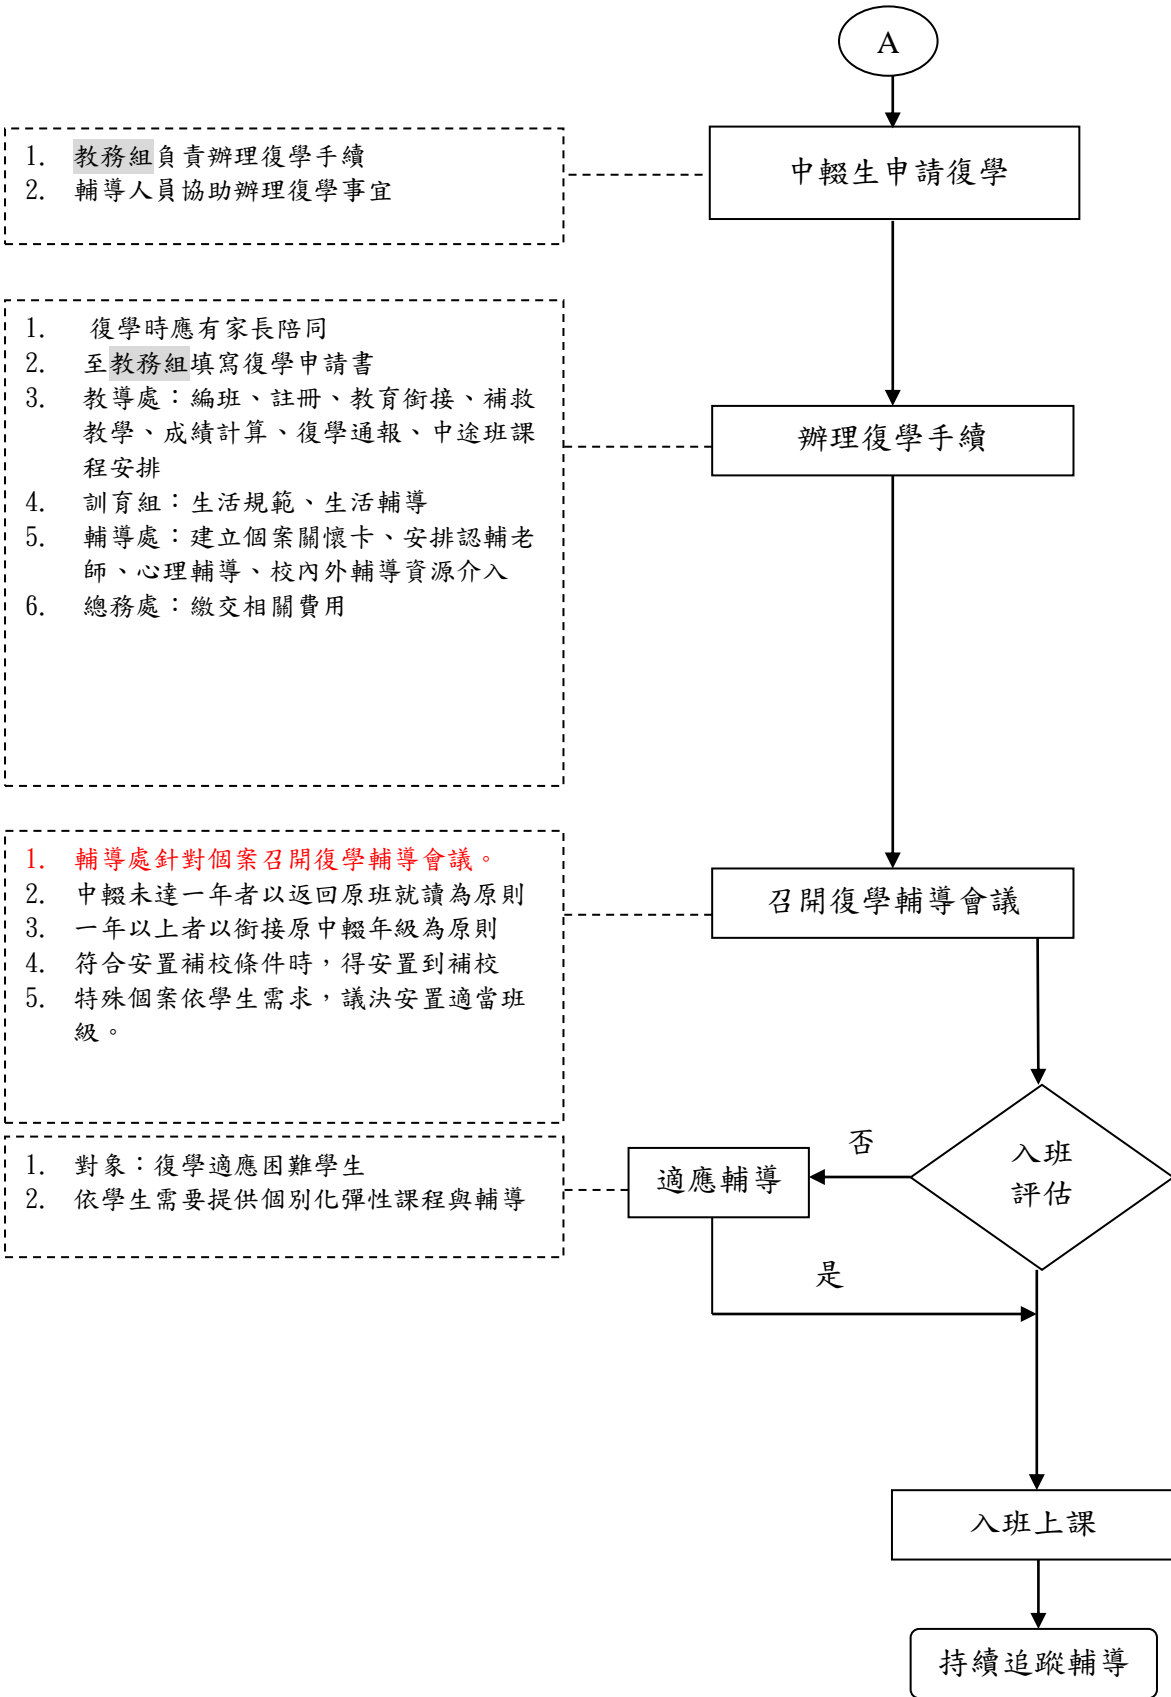 A
中輟生申請復學
1. 教務組負責辦理復學手續
2. 輔導人員協助辦理復學事宜
辦理復學手續
1. 復學時應有家長陪同
2. 至教務組填寫復學申請書
3. 教導處：編班、註冊、教育銜接、補救
教學、成績計算、復學通報、中途班課
程安排
4. 訓育組：生活規範、生活輔導
5. 輔導處：建立個案關懷卡、安排認輔老
師、心理輔導、校內外輔導資源介入
6. 總務處：繳交相關費用
召開復學輔導會議
1. 輔導處針對個案召開復學輔導會議。
2. 中輟未達一年者以返回原班就讀為原則
3. 一年以上者以銜接原中輟年級為原則
4. 符合安置補校條件時，得安置到補校
5. 特殊個案依學生需求，議決安置適當班
級。
入班
評估
否
適應輔導
1. 對象：復學適應困難學生
2. 依學生需要提供個別化彈性課程與輔導
是
入班上課
持續追蹤輔導